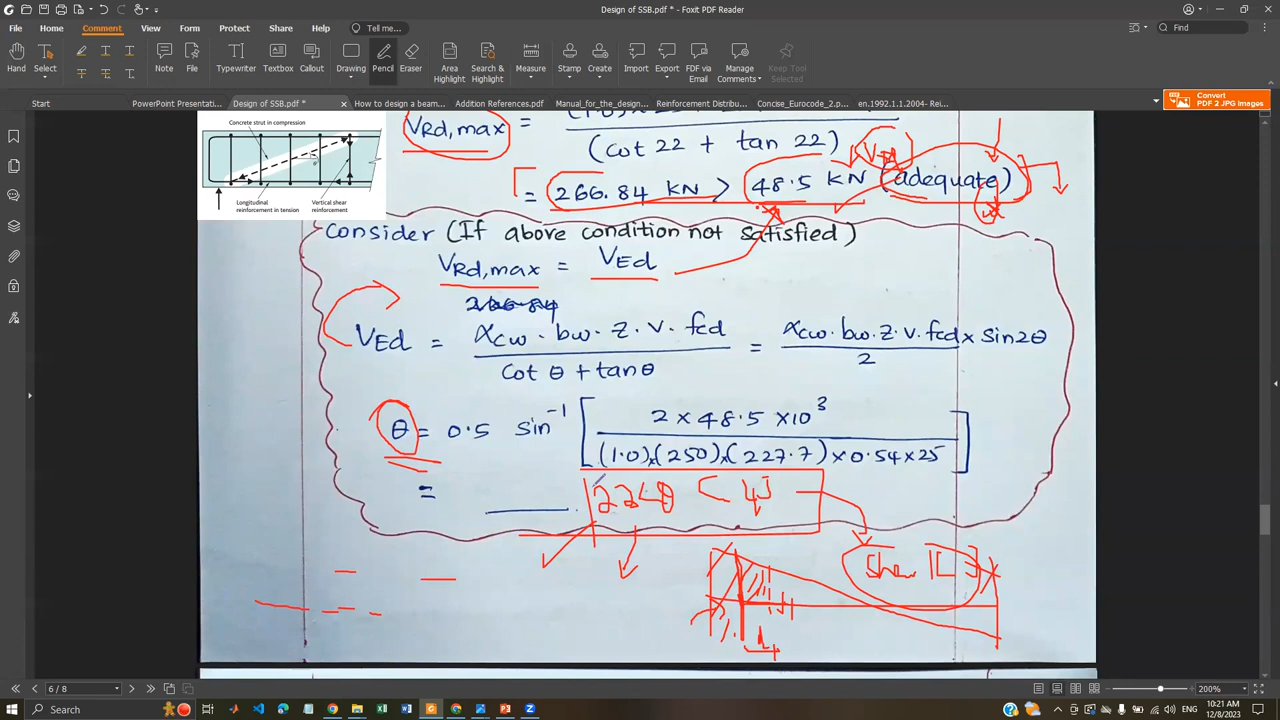 Design of SSB.pdf * - Foxit PDF Reader
File Home Comment View Form Protect Share Help Tell me... Find
Hand Select Note File Typewriter Textbox Callout Drawing Pencil Eraser Area Highlight Search & Highlight Measure Stamp Create Import Export FDF via Email Manage Comments Keep Tool Selected
Start PowerPoint Presentati... Design of SSB.pdf * How to design a beam... Addition References.pdf Manual_for_the_design... Reinforcement Distribu... Concise_Eurocode_2.p... en.1992.1.1.2004- Rei... Convert PDF 2 JPG Images
Concrete strut in compression
Longitudinal reinforcement in tension
Vertical shear reinforcement
VRd,max =
(cot 22 + tan 22)
= 266.84 KN > 48.5 KN (adequate)
Consider (If above condition not satisfied)
VRd,max = VEd
VEd = αcw . bw . z . v . fcd / cot θ + tanθ = αcw . bw . z . v . fcd / 2 x sin2θ
θ = 0.5 sin⁻¹ [ 2 x 48.5 x10³ / (1.0)x(250)x(227.7)x0.54x25 ]
=
22<θ<45
Shear
6 / 8
200%
Search
ENG
10:21 AM
12/8/2023